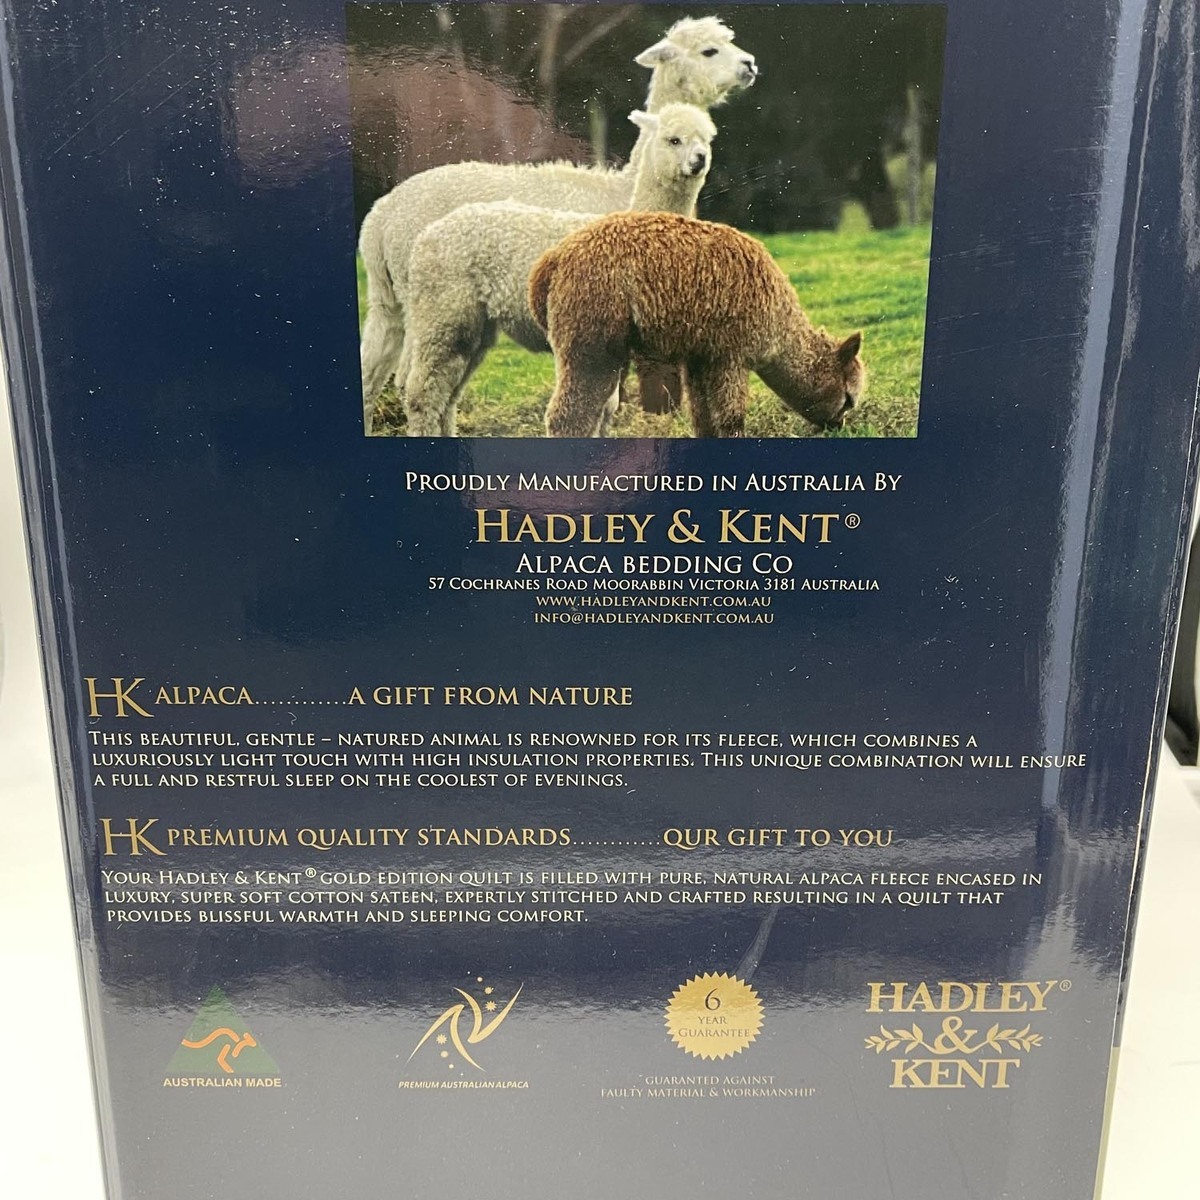 PROUDLY MANUFACTURED IN AUSTRALIA BY
HADLEY & KENT®
ALPACA BEDDING CO
57 COCHRANES ROAD MOORABBIN VICTORIA 3181 AUSTRALIA
WWW.HADLEYANDKENT.COM.AU
INFO@HADLEYANDKENT.COM.AU
HK ALPACA............A GIFT FROM NATURE
THIS BEAUTIFUL, GENTLE – NATURED ANIMAL IS RENOWNED FOR ITS FLEECE, WHICH COMBINES A
LUXURIOUSLY LIGHT TOUCH WITH HIGH INSULATION PROPERTIES. THIS UNIQUE COMBINATION WILL ENSURE
A FULL AND RESTFUL SLEEP ON THE COOLEST OF EVENINGS.
HK PREMIUM QUALITY STANDARDS............QUR GIFT TO YOU
YOUR HADLEY & KENT® GOLD EDITION QUILT IS FILLED WITH PURE, NATURAL ALPACA FLEECE ENCASED IN
LUXURY, SUPER SOFT COTTON SATEEN, EXPERTLY STITCHED AND CRAFTED RESULTING IN A QUILT THAT
PROVIDES BLISSFUL WARMTH AND SLEEPING COMFORT.
AUSTRALIAN MADE
PREMIUM AUSTRALIAN ALPACA
6
YEAR
GUARANTEE
GUARANTED AGAINST
FAULTY MATERIAL & WORKMANSHIP
HADLEY®
&
KENT